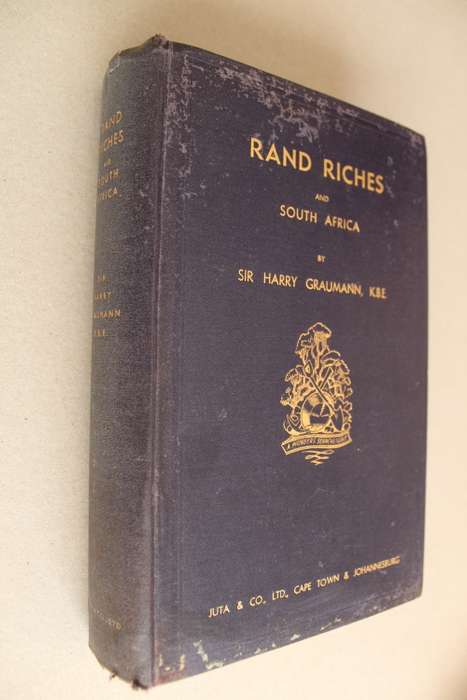 RAND RICHES
AND
SOUTH AFRICA
BY
SIR HARRY GRAUMANN, K.B.E.
JUTA & CO., LTD., CAPE TOWN & JOHANNESBURG
RAND
RICHES
AND
SOUTH
AFRICA
SIR
HARRY
GRAUMANN
K.B.E.